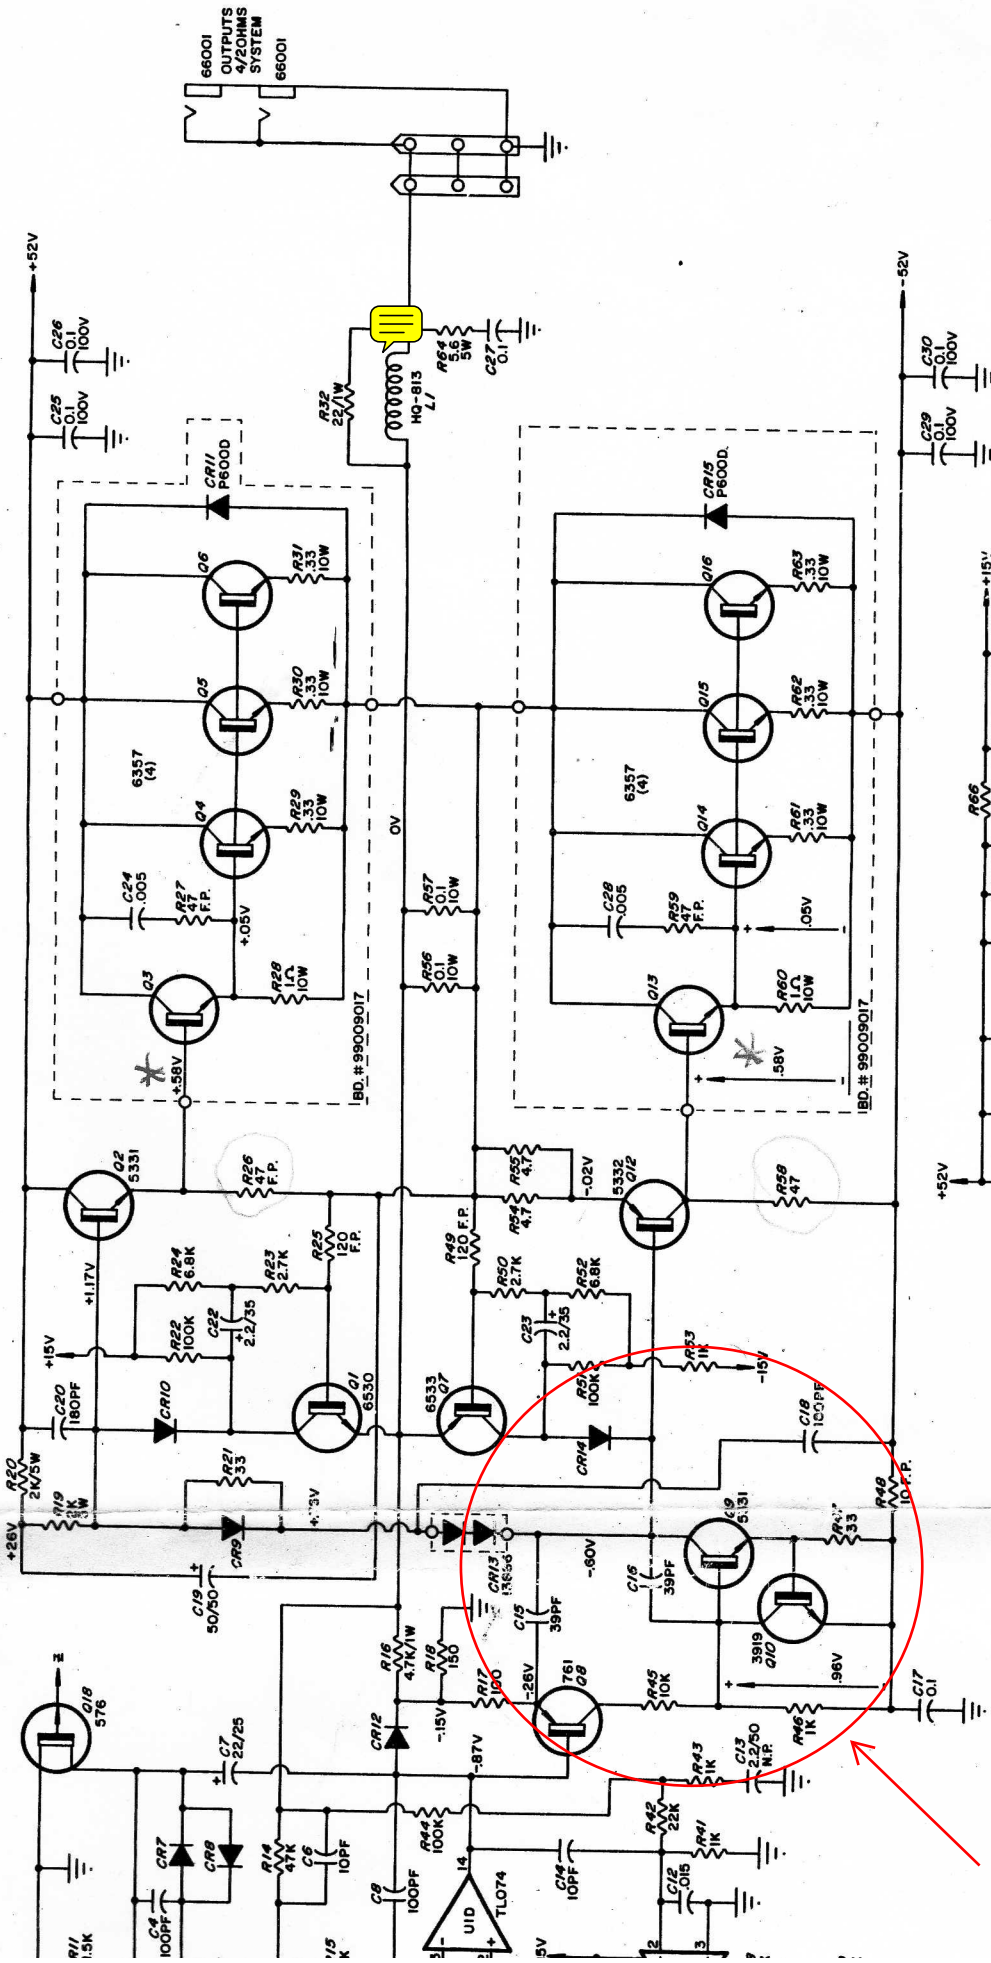 66001
OUTPUTS
4/20HMS
SYSTEM
66001
+52V
C26
0.1
100V
C25
0.1
100V
R32
22/1W
HQ-813
L1
R64
5.6
5W
C27
0.1
-52V
C30
0.1
100V
C29
0.1
100V
CR11
P600D
Q6
R31
.33
10W
Q5
R30
.33
10W
6357
(4)
Q4
R29
.33
10W
C24
.005
R27
47
F.P.
+.05V
Q3
R28
1Ω
10W
+.58V
BD.# 99009017
0V
R57
0.1
10W
R56
0.1
10W
CR15
P600D.
Q16
R63
.33
10W
Q15
R62
.33
10W
6357
(4)
Q14
R61
.33
10W
C28
.005
R59
47
F.P.
+
.05V
-
Q13
R60
1Ω
10W
+
.58V
-
BD.# 99009017
+15V
R66
+52V
Q2
5331
R26
47
F.P.
+1.17V
R24
6.8K
R23
2.7K
R25
120
F.P.
+15V
R22
100K
C22
+
2.2/35
C20
180PF
CR10
Q1
6530
R20
2K/5W
R19
2K
+26V
R21
33
CR9
C19
50/50
+
R55
4.7
R54
4.7
-.02V
5332
Q12
R58
47
R49
120 F.P.
R50
2.7K
R52
6.8K
C23
+
2.2/35
100K
R53
1K
-15V
6533
Q7
CR14
C18
R48
10 F.P.
CR13
-.60V
C16
39PF
C15
39PF
33
3919
Q10
+
.96V
-
R16
4.7K/1W
R18
150
R17
100
-.15V
-.26V
761
Q8
R45
10K
R46
1K
C17
0.1
Q18
576
C7
22/25
+
CR12
-.87V
R43
1K
C13
2.2/50
N.P.
CR7
CR8
R14
47K
C6
10PF
R44
100K
R42
22K
R41
1K
C4
100PF
C8
100PF
14
U1D
TL074
C14
10PF
C12
.015
R11
1.5K
-
+
2
3